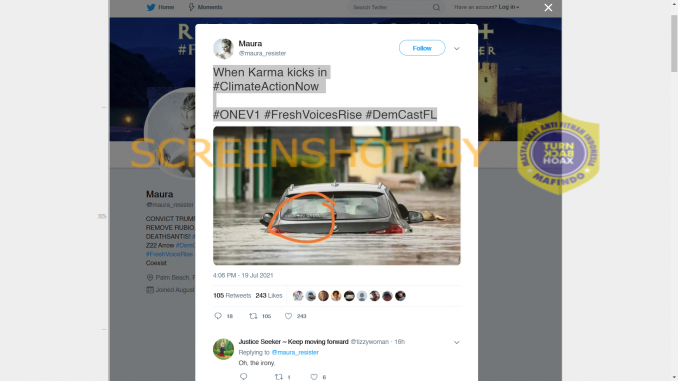 Home
Moments
Search Twitter
Have an account? Log in
Maura
@maura_resister
Follow
When Karma kicks in
#ClimateActionNow
#ONEV1 #FreshVoicesRise #DemCastFL
SCREENSHOT BY
MASYARAKAT ANTI FITNAH INDONESIA
TURN
BACK
HOAX
MAFINDO
Maura
@maura_resister
CONVICT TRUM
REMOVE RUBIO,
DEATHSANTIS!
Z22 Arrow #DemC
#FreshVoicesRise
Coexist
Palm Beach, F
Joined August
4:06 PM - 19 Jul 2021
105 Retweets 243 Likes
18 105 243
Justice Seeker ~ Keep moving forward @lizzywoman · 16h
Replying to @maura_resister
Oh, the irony.
1 6